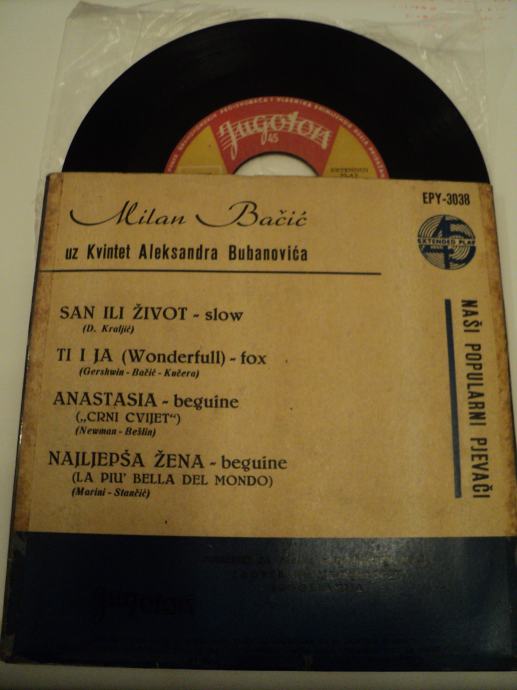 Jugoton
45
EXTENDED
PLAY
EPY-3038
45
EXTENDED PLAY
Milan Bačić
uz Kvintet Aleksandra Bubanovića
SAN ILI ŽIVOT - slow
(D. Kraljić)
TI I JA (Wonderfull) - fox
(Gershwin - Bačić - Kučera)
ANASTASIA - beguine
(„CRNI CVIJET“)
(Newman - Bešlin)
NAJLJEPŠA ŽENA - beguine
(LA PIU' BELLA DEL MONDO)
(Marini - Stančić)
NAŠI POPULARNI PJEVAČI
Jugoton